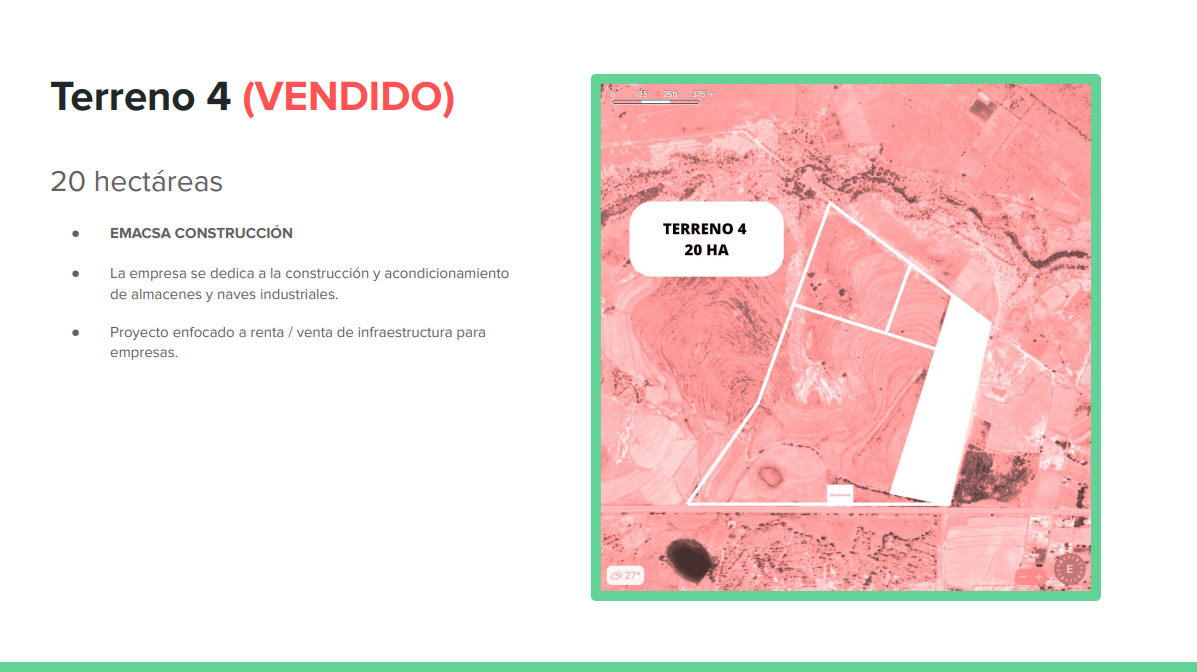 Terreno 4 (VENDIDO)
20 hectáreas
● EMACSA CONSTRUCCIÓN
● La empresa se dedica a la construcción y acondicionamiento
de almacenes y naves industriales.
● Proyecto enfocado a renta / venta de infraestructura para
empresas.
0 125 250 375 m
TERRENO 4
20 HA
27°
E